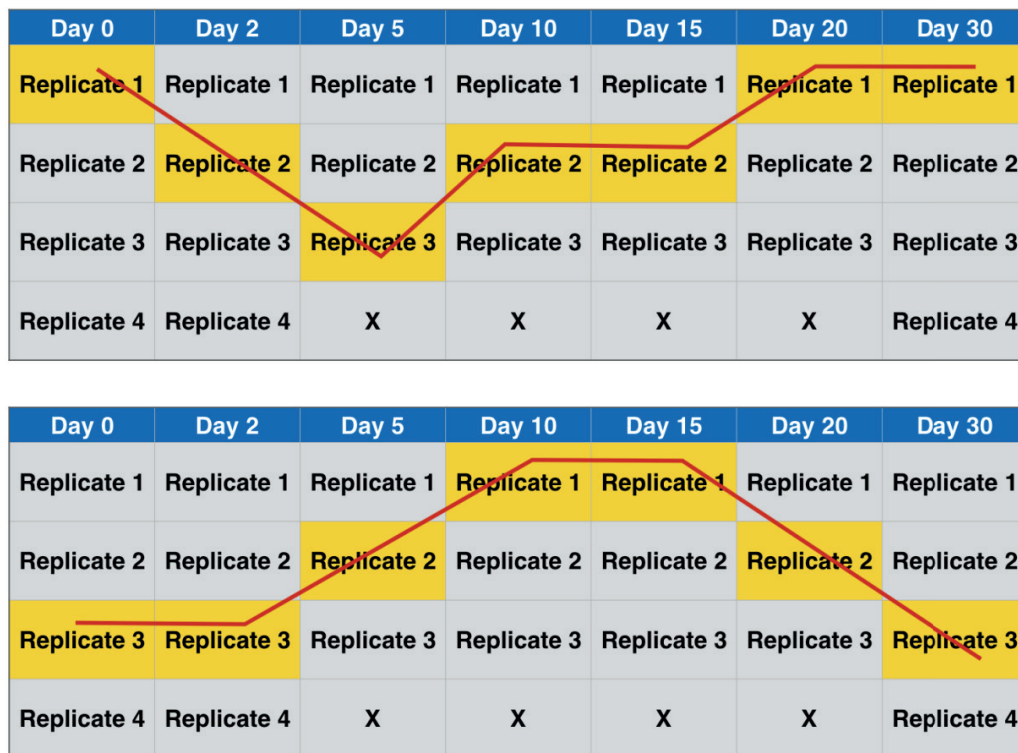 Day 0 Day 2 Day 5 Day 10 Day 15 Day 20 Day 30
Replicate 1 Replicate 1 Replicate 1 Replicate 1 Replicate 1 Replicate 1 Replicate 1
Replicate 2 Replicate 2 Replicate 2 Replicate 2 Replicate 2 Replicate 2 Replicate 2
Replicate 3 Replicate 3 Replicate 3 Replicate 3 Replicate 3 Replicate 3 Replicate 3
Replicate 4 Replicate 4 X X X X Replicate 4
Day 0 Day 2 Day 5 Day 10 Day 15 Day 20 Day 30
Replicate 1 Replicate 1 Replicate 1 Replicate 1 Replicate 1 Replicate 1 Replicate 1
Replicate 2 Replicate 2 Replicate 2 Replicate 2 Replicate 2 Replicate 2 Replicate 2
Replicate 3 Replicate 3 Replicate 3 Replicate 3 Replicate 3 Replicate 3 Replicate 3
Replicate 4 Replicate 4 X X X X Replicate 4